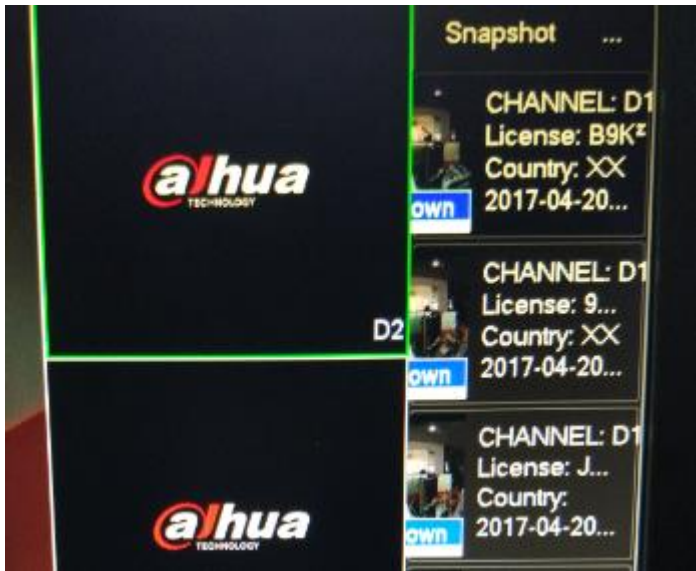 Snapshot ...
alhua
TECHNOLOGY
D2
CHANNEL: D1
License: B9K
Country: XX
2017-04-20...
own
CHANNEL: D1
License: 9...
Country: XX
2017-04-20...
own
alhua
TECHNOLOGY
CHANNEL: D1
License: J...
Country:
2017-04-20...
own